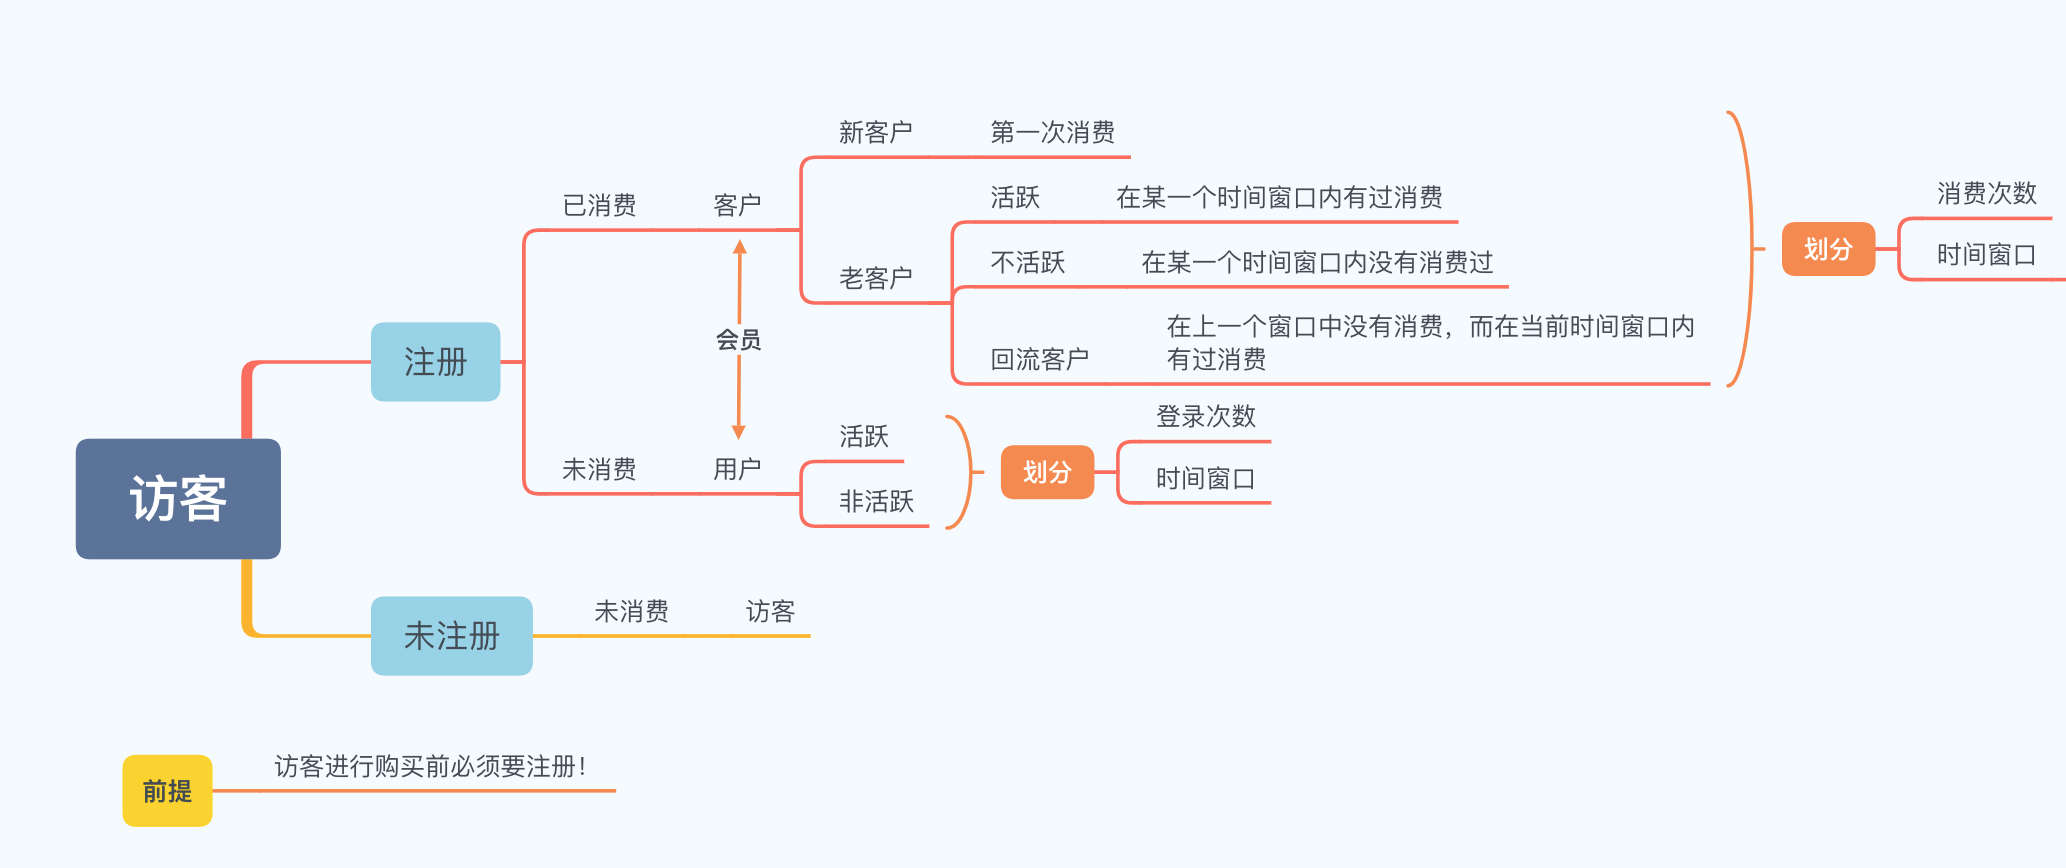 访客
注册
已消费
客户
新客户
第一次消费
老客户
活跃
在某一个时间窗口内有过消费
不活跃
在某一个时间窗口内没有消费过
回流客户
在上一个窗口中没有消费，而在当前时间窗口内
有过消费
划分
消费次数
时间窗口
会员
未消费
用户
活跃
非活跃
划分
登录次数
时间窗口
未注册
未消费
访客
前提
访客进行购买前必须要注册！